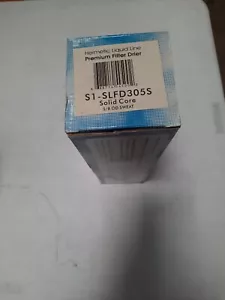 Hermetic Liquid Line
Premium Filter Drier
S1-SLFD305S
Solid Core
5/8 OD SWEAT